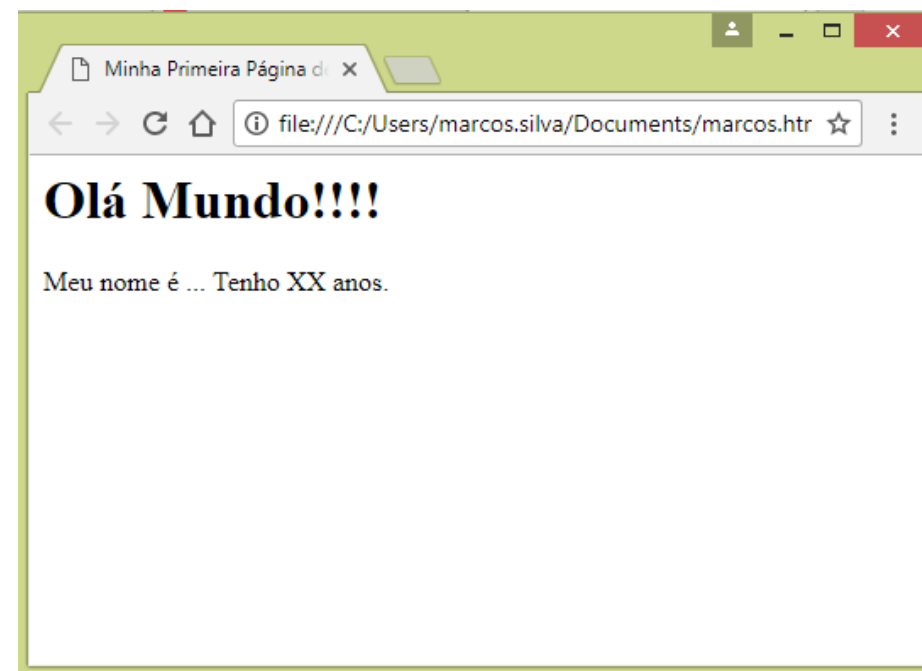 Minha Primeira Página d
file:///C:/Users/marcos.silva/Documents/marcos.htr
Olá Mundo!!!!
Meu nome é ... Tenho XX anos.